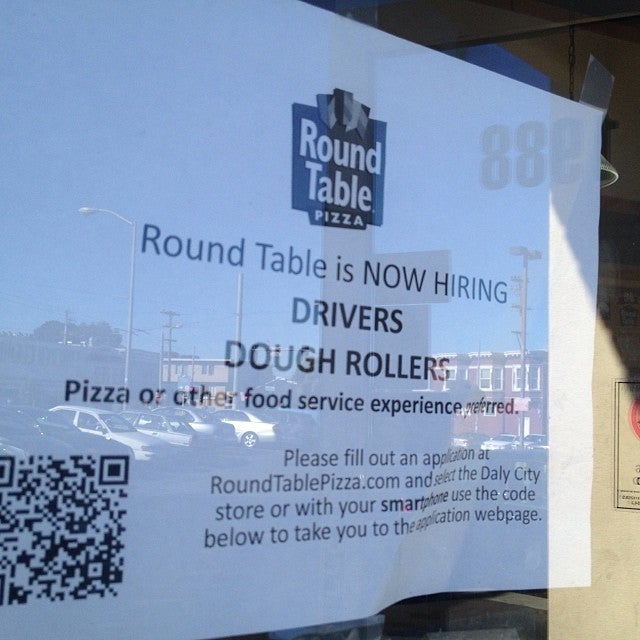 Round
Table
PIZZA
Round Table is NOW HIRING
DRIVERS
DOUGH ROLLERS
Pizza or other food service experience preferred.
Please fill out an application at
RoundTablePizza.com and select the Daly City
store or with your smartphone use the code
below to take you to the application webpage.